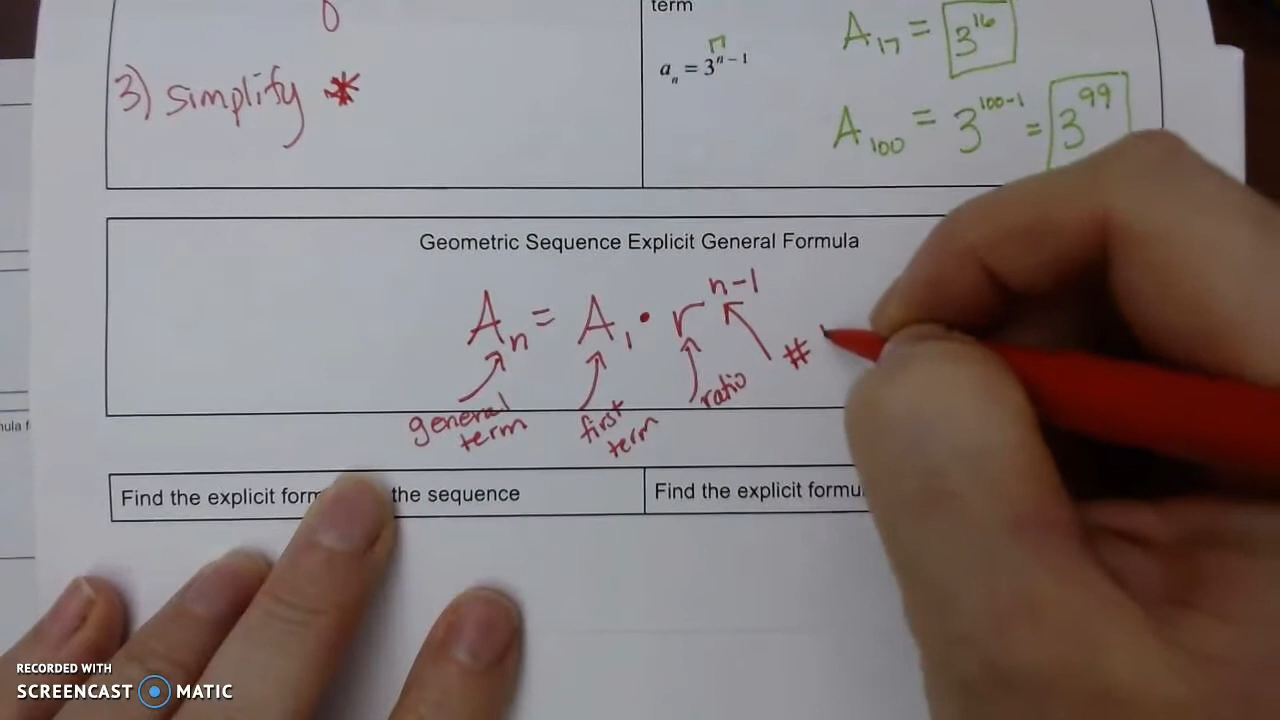 0
3) simplify *
term
17
aₙ = 3ⁿ⁻¹
A₁₇ = 3¹⁶
A₁₀₀ = 3¹⁰⁰⁻¹ = 3⁹⁹
Geometric Sequence Explicit General Formula
Aₙ = A₁ • rⁿ⁻¹
general term
first term
ratio
#
Find the explicit form the sequence
Find the explicit formu
RECORDED WITH
SCREENCAST MATIC